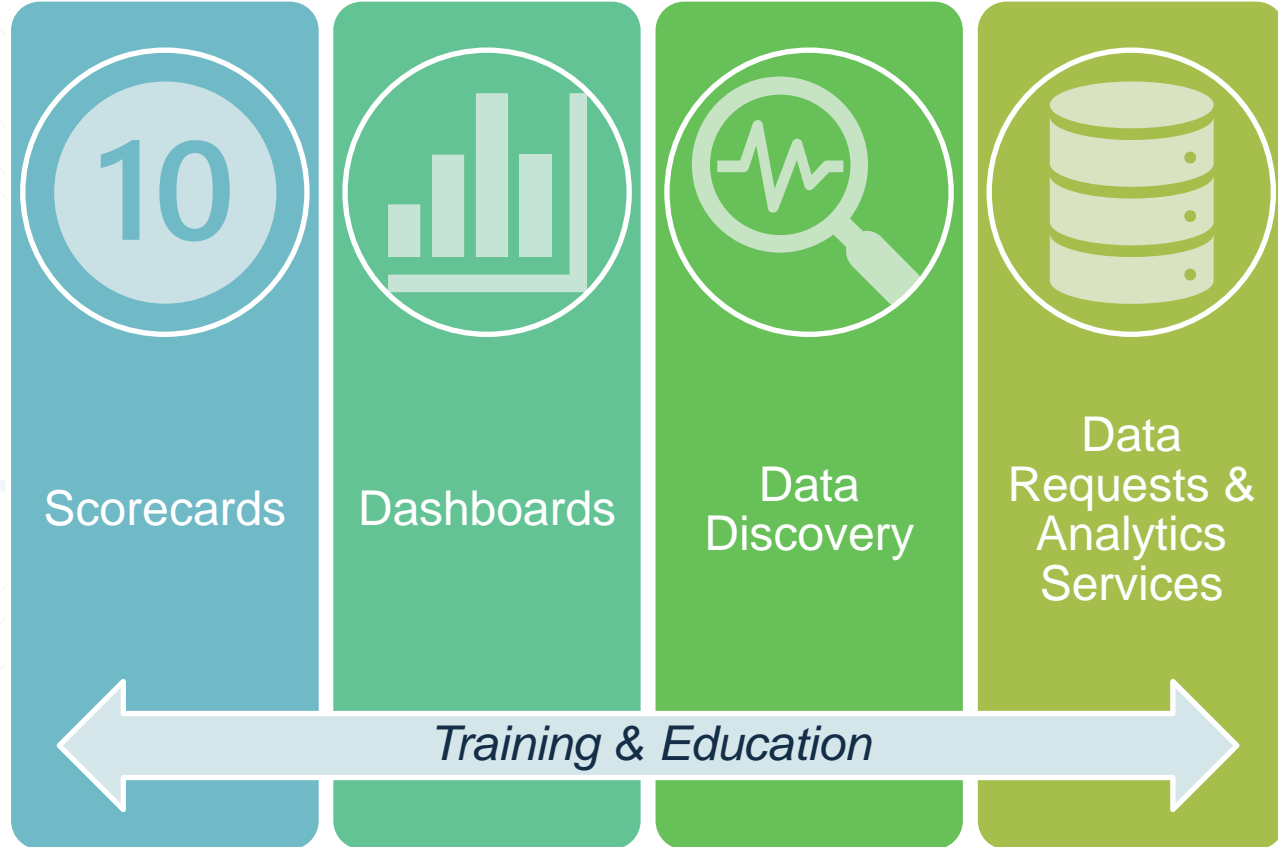 10
Scorecards
Dashboards
Data
Discovery
Data
Requests &
Analytics
Services
Training & Education